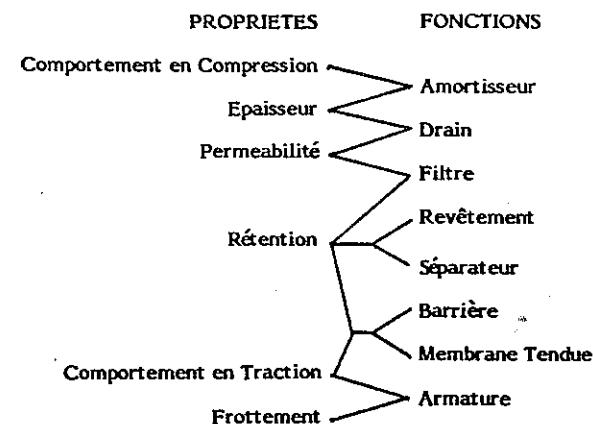 PROPRIETES FONCTIONS
Comportement en Compression
Amortisseur
Epaisseur
Drain
Permeabilité
Filtre
Revêtement
Rétention
Séparateur
Barrière
Membrane Tendue
Comportement en Traction
Armature
Frottement